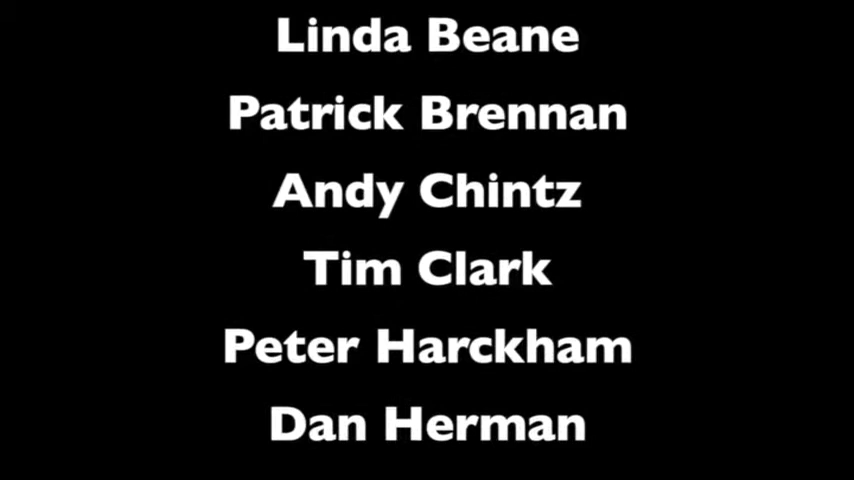 Linda Beane
Patrick Brennan
Andy Chintz
Tim Clark
Peter Harckham
Dan Herman